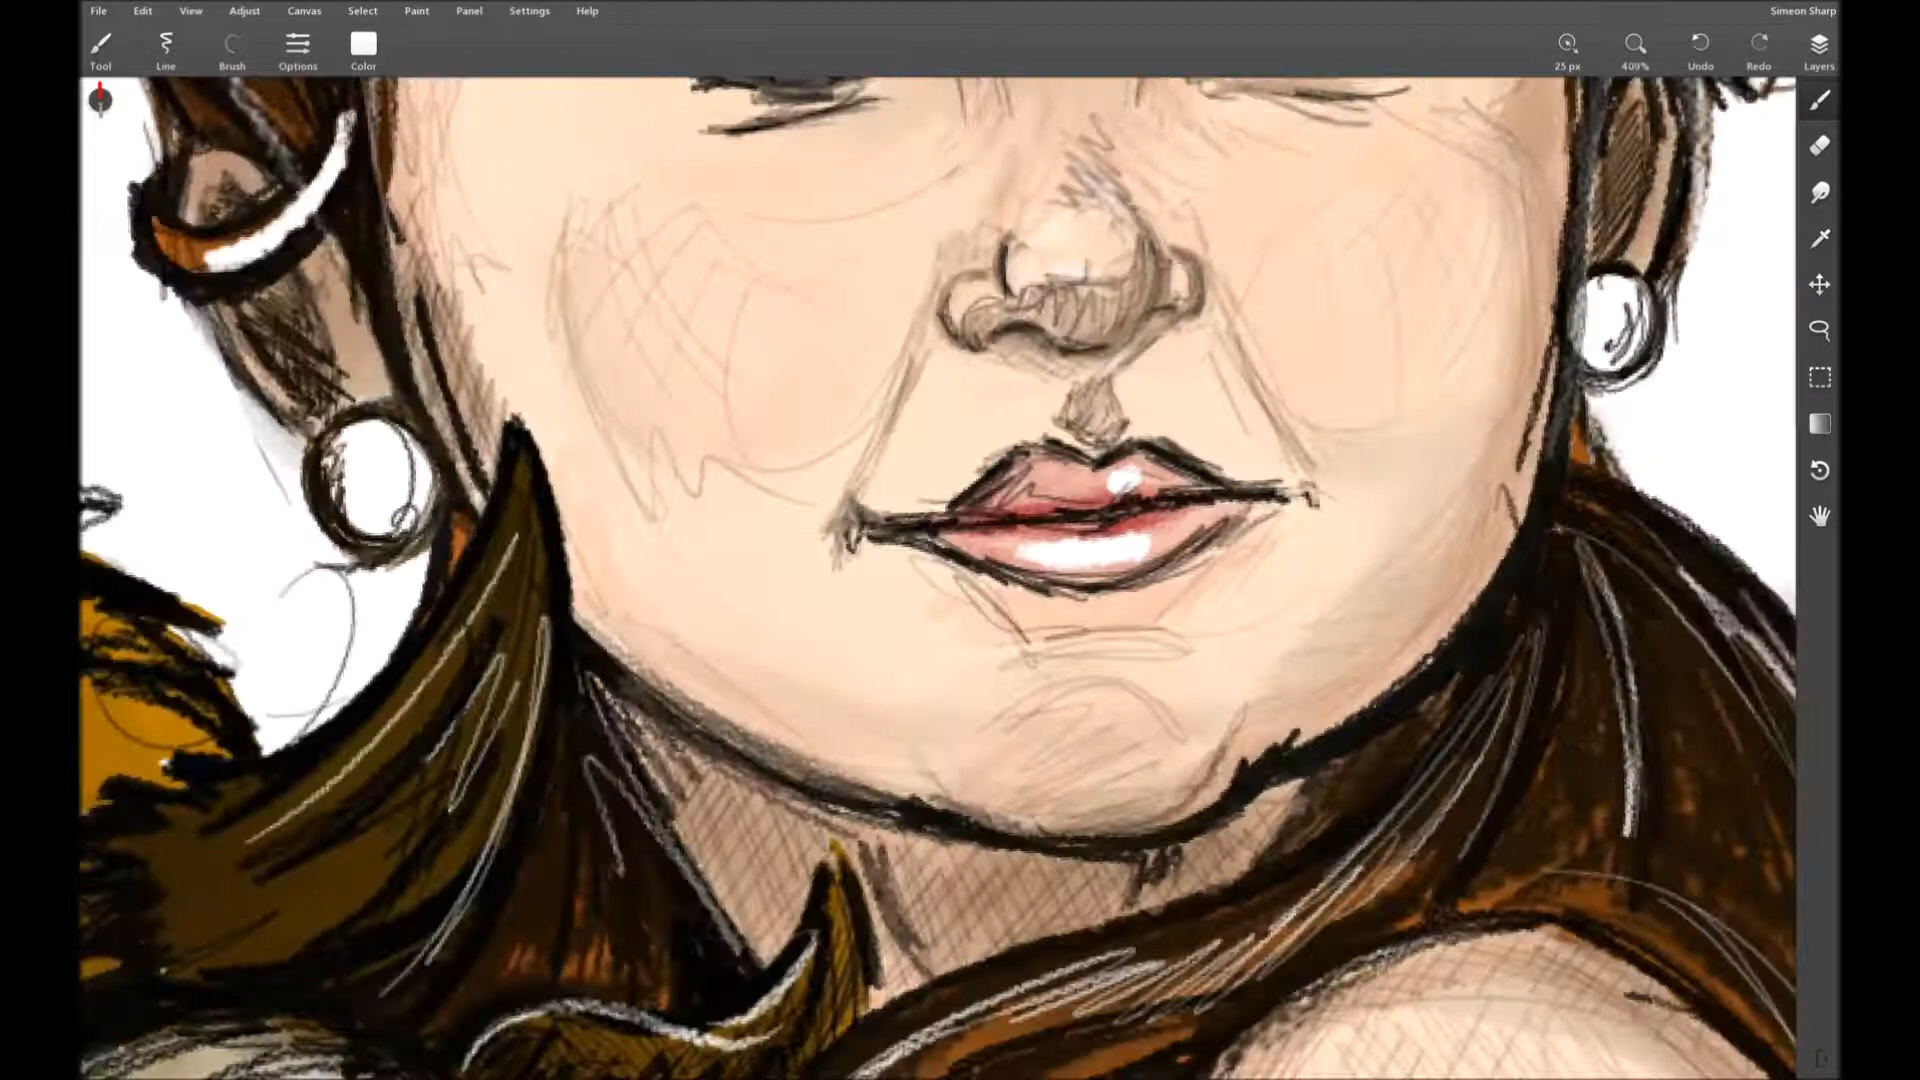 File Edit View Adjust Canvas Select Paint Panel Settings Help Simeon Sharp
Tool Line Brush Options Color 25 px 409% Undo Redo Layers